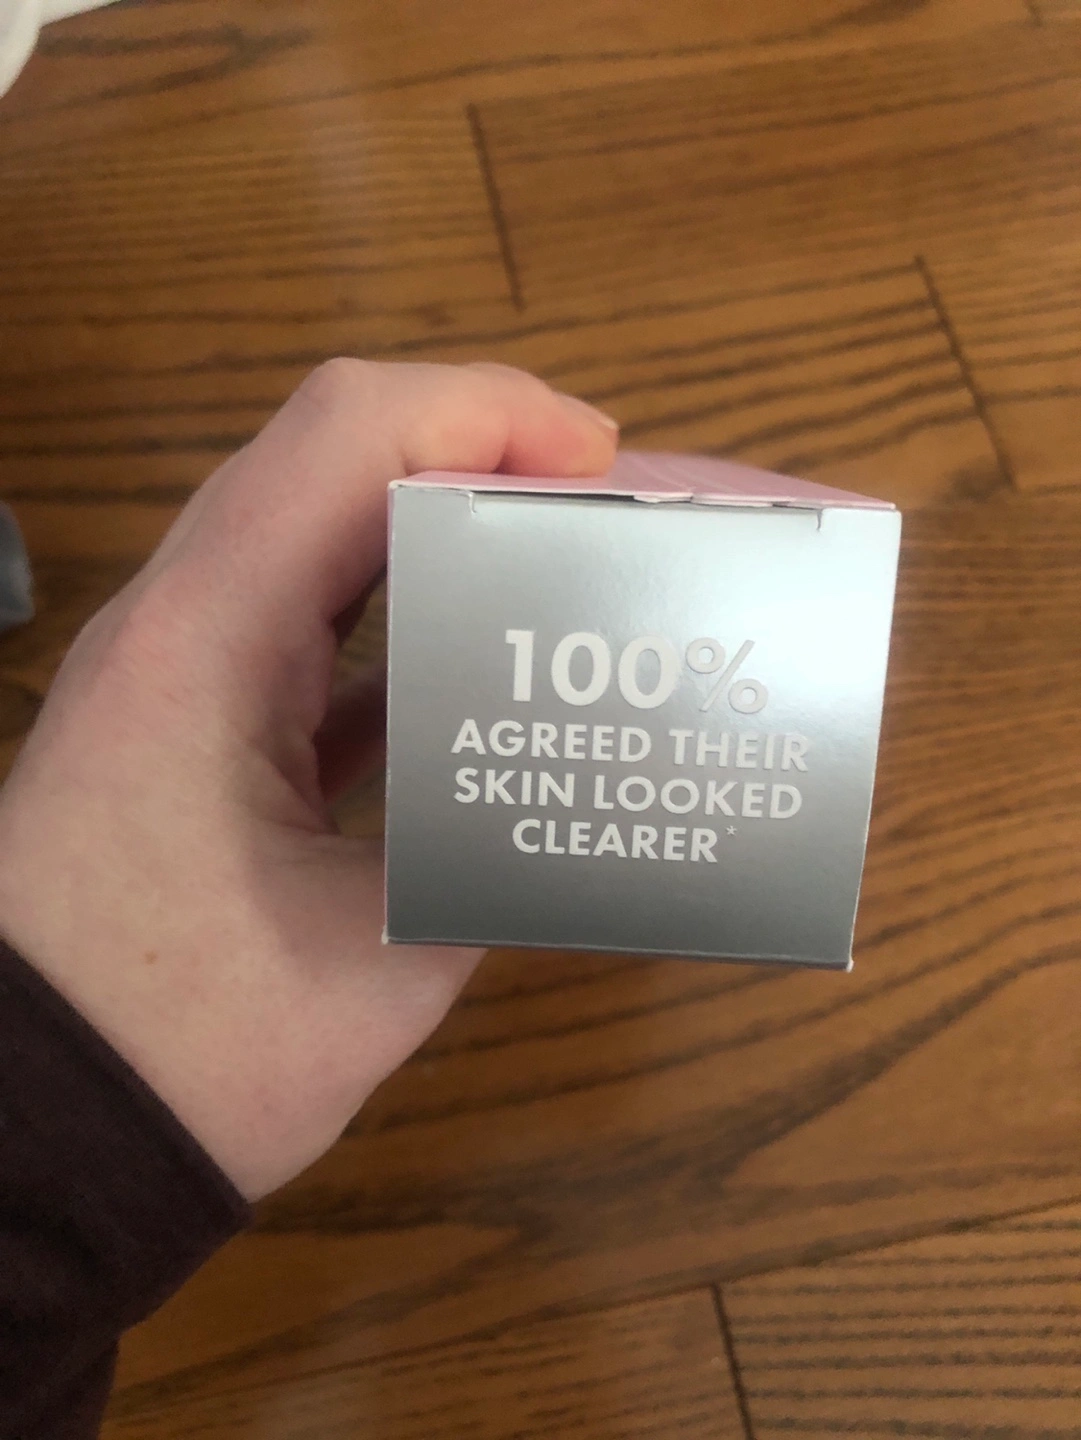 100%
AGREED THEIR
SKIN LOOKED
CLEARER*